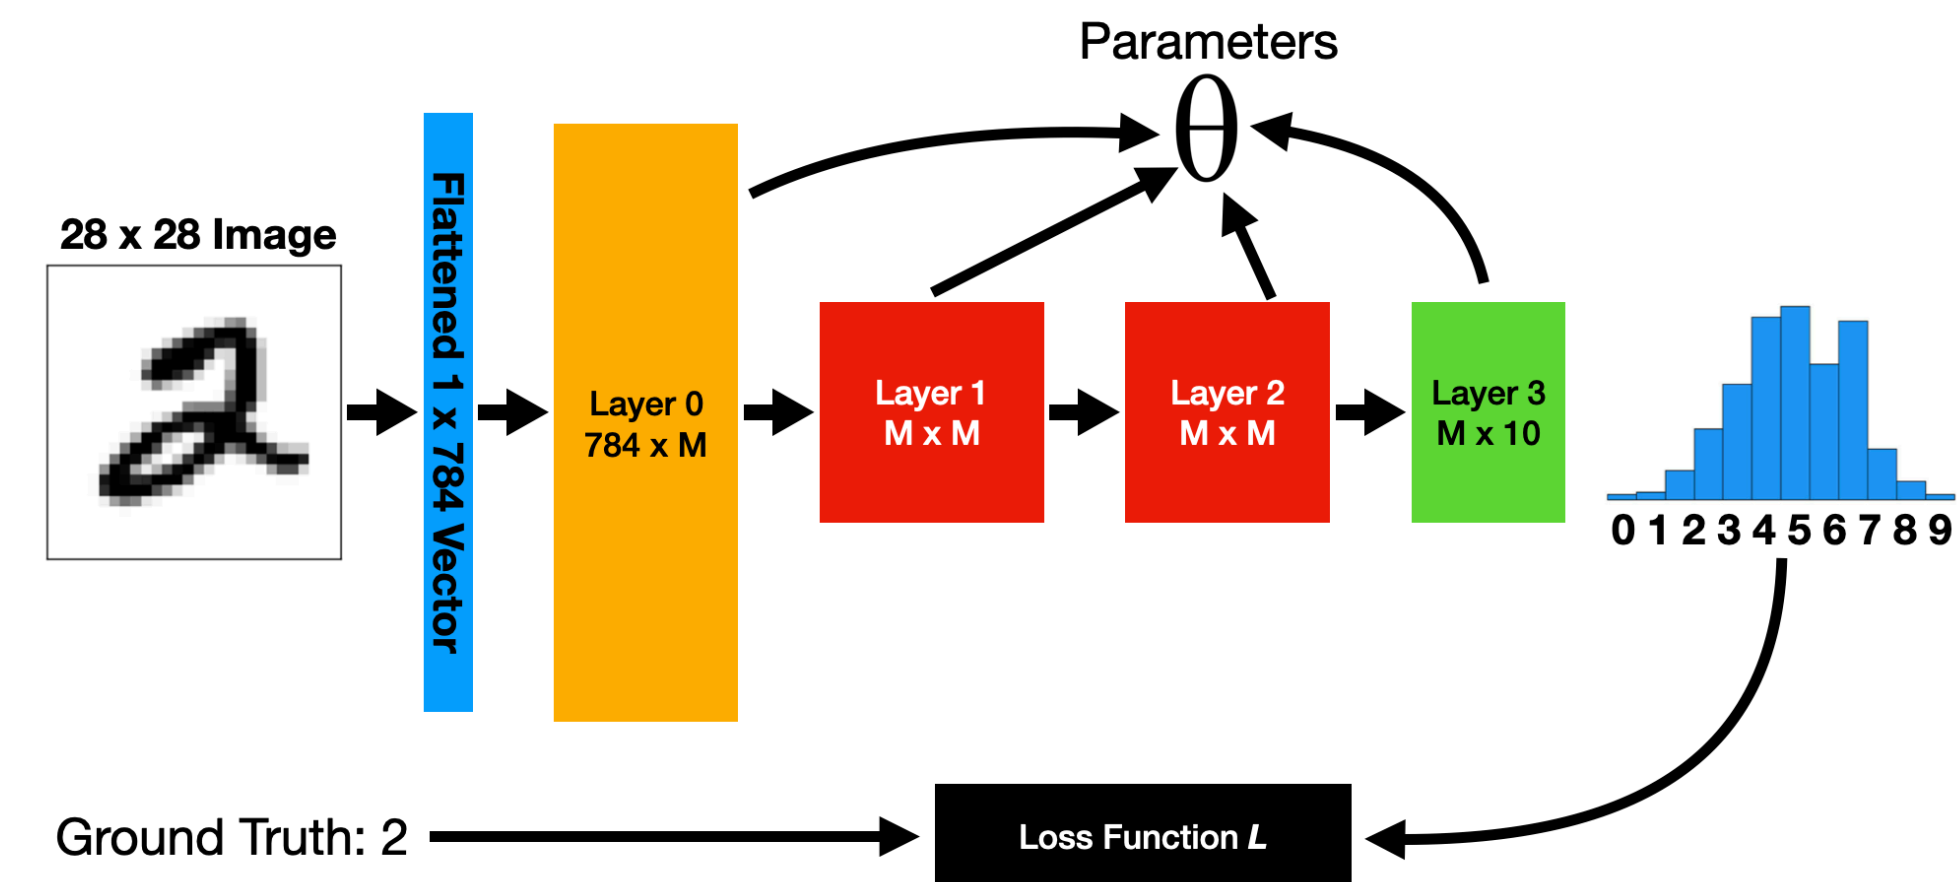 Parameters
θ
28 x 28 Image
Flattened 1 x 784 Vector
Layer 0
784 x M
Layer 1
M x M
Layer 2
M x M
Layer 3
M x 10
0 1 2 3 4 5 6 7 8 9
Ground Truth: 2
Loss Function L